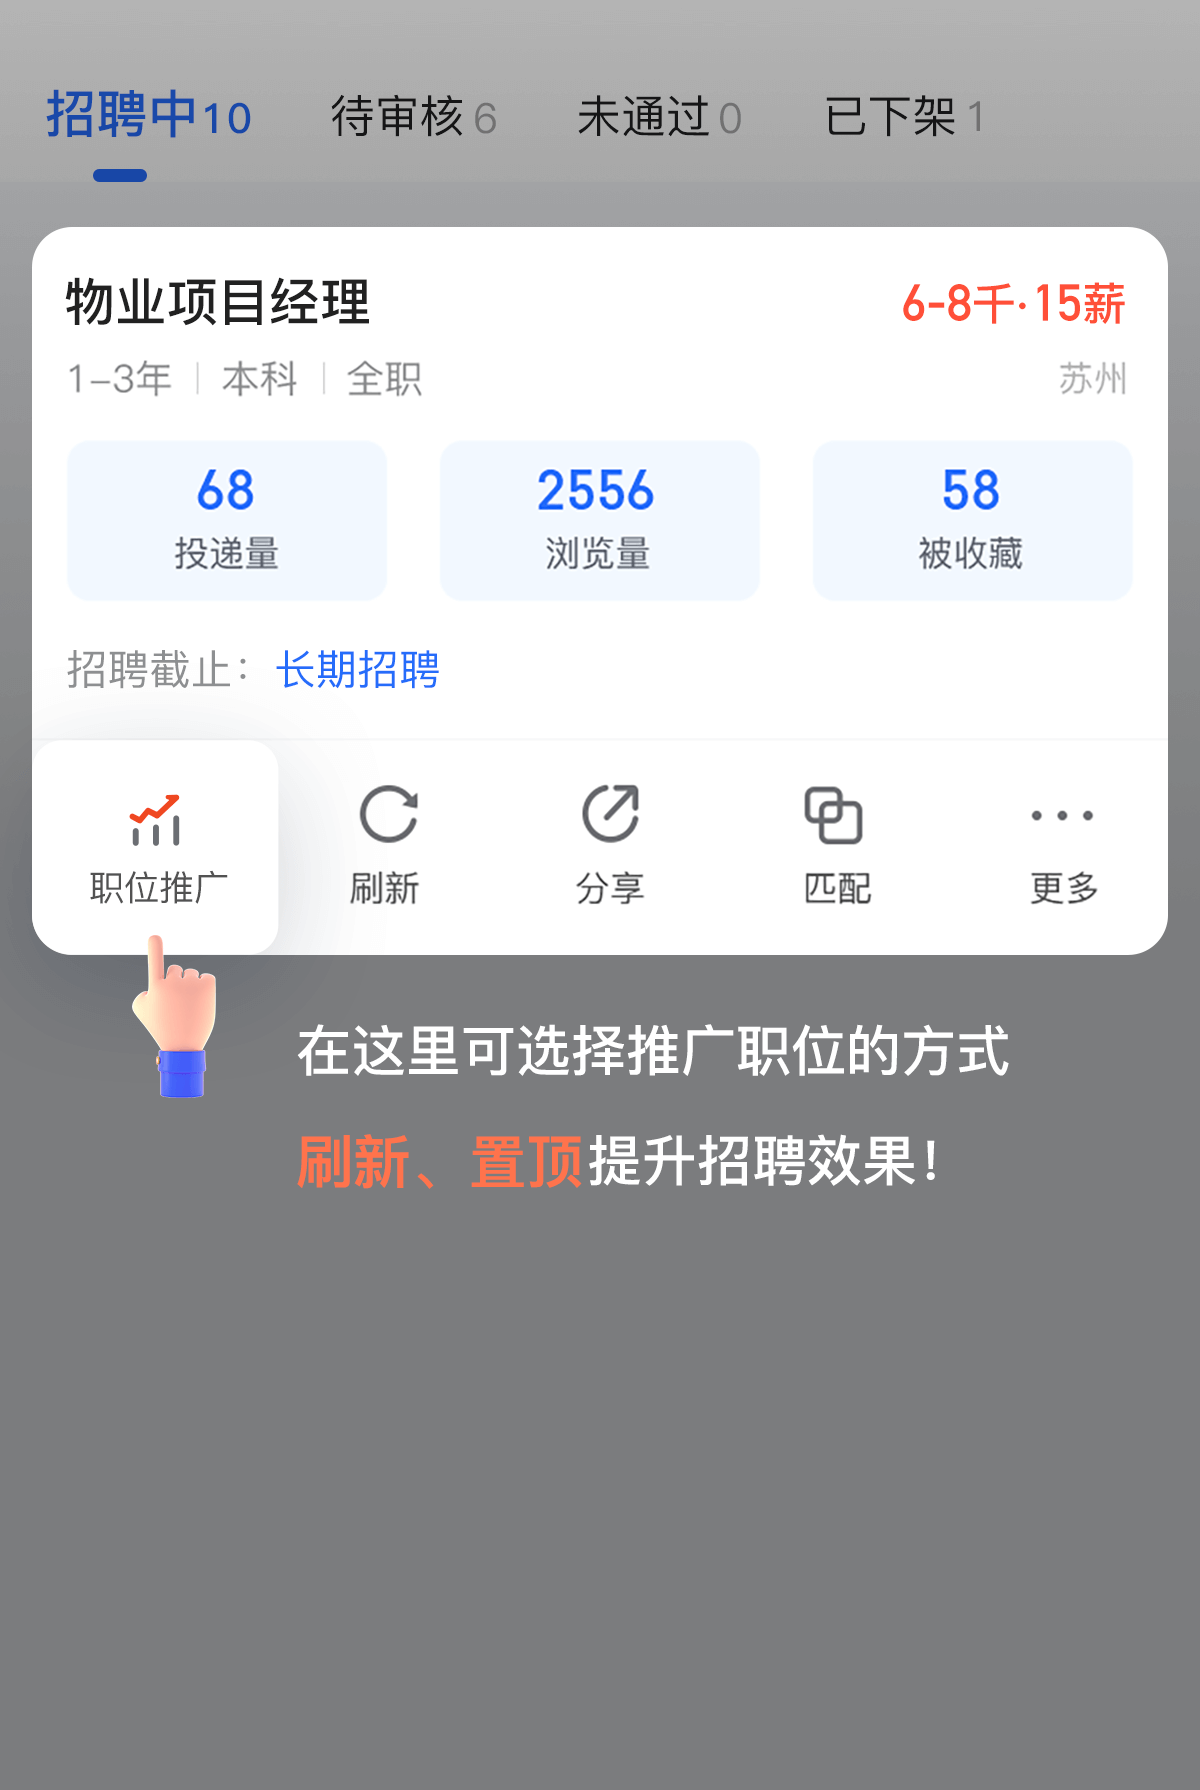 招聘中10 待审核 6 未通过 0 已下架 1
物业项目经理 6-8千·15薪
1-3年 本科 全职 苏州
68 2556 58
投递量 浏览量 被收藏
招聘截止： 长期招聘
职位推广 刷新 分享 匹配 更多
在这里可选择推广职位的方式
刷新、置顶提升招聘效果！